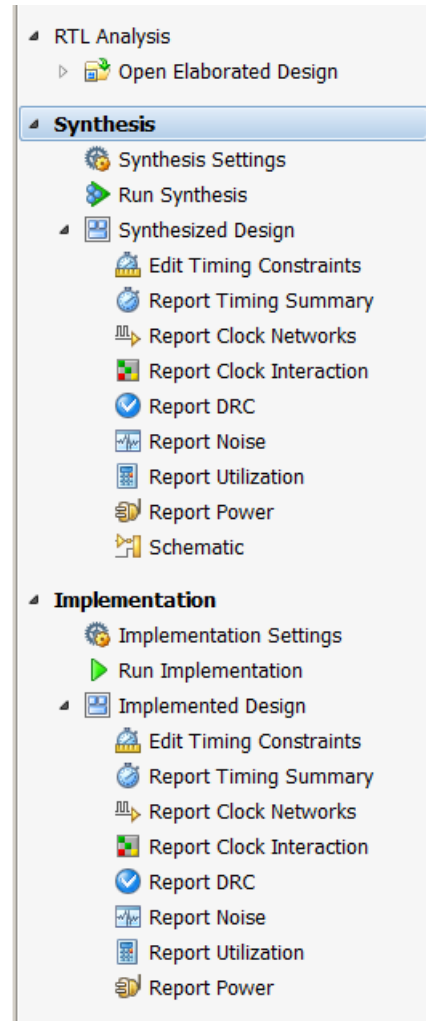 RTL Analysis
Open Elaborated Design
Synthesis
Synthesis Settings
Run Synthesis
Synthesized Design
Edit Timing Constraints
Report Timing Summary
Report Clock Networks
Report Clock Interaction
Report DRC
Report Noise
Report Utilization
Report Power
Schematic
Implementation
Implementation Settings
Run Implementation
Implemented Design
Edit Timing Constraints
Report Timing Summary
Report Clock Networks
Report Clock Interaction
Report DRC
Report Noise
Report Utilization
Report Power